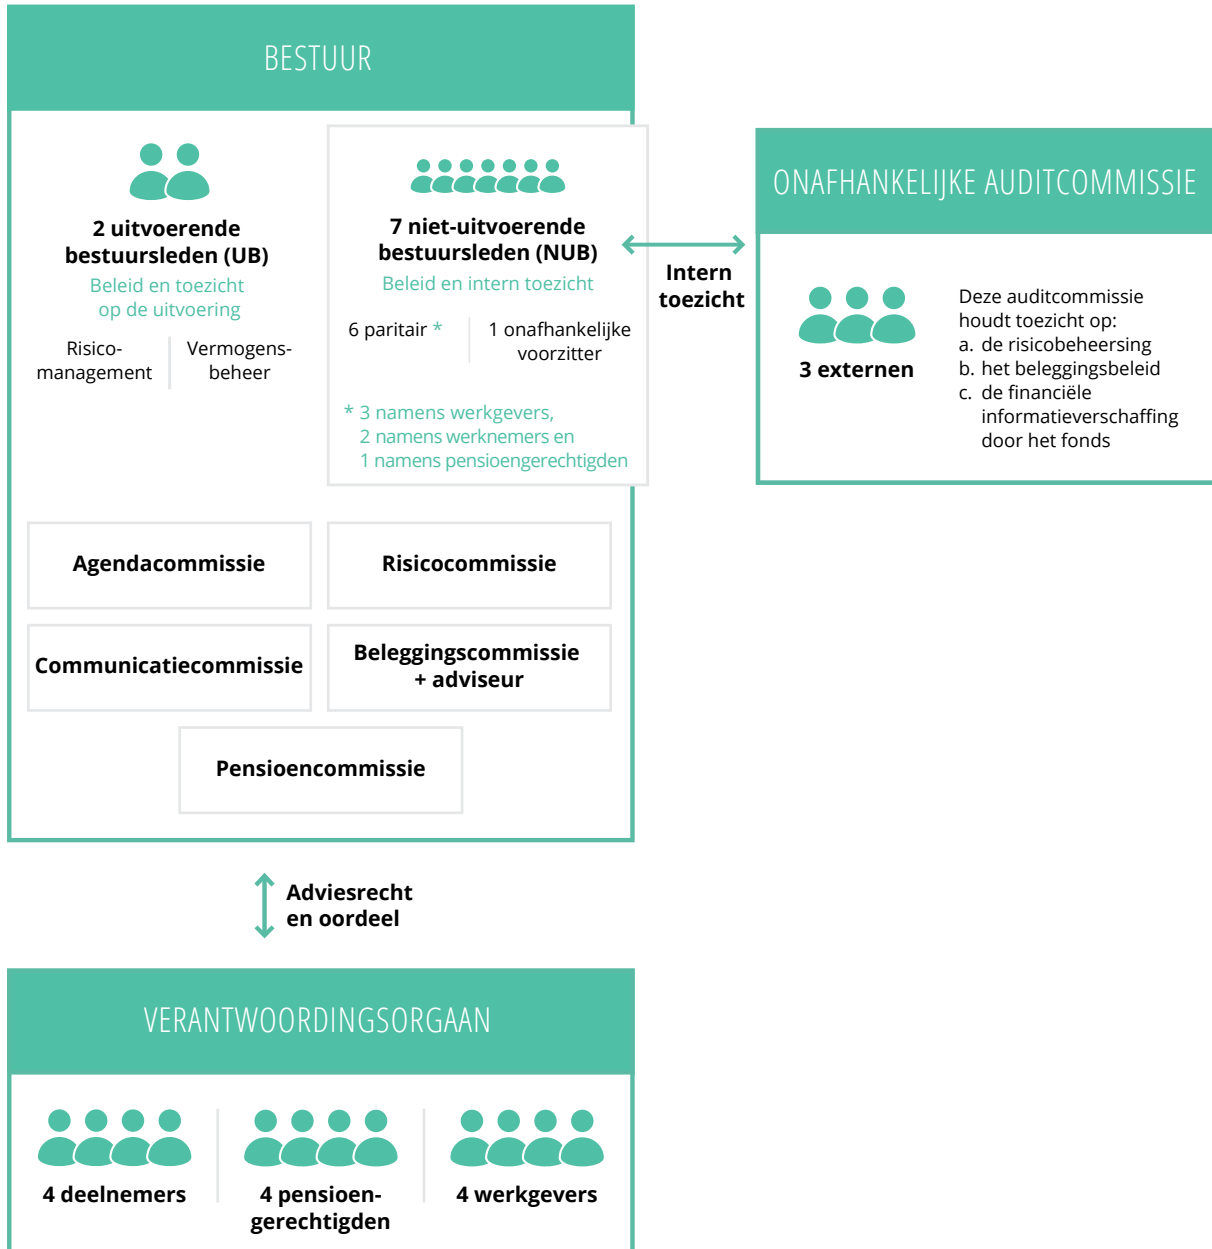 BESTUUR
2 uitvoerende
bestuursleden (UB)
Beleid en toezicht
op de uitvoering
Risico-
management
Vermogens-
beheer
7 niet-uitvoerende
bestuursleden (NUB)
Beleid en intern toezicht
6 paritair *
1 onafhankelijke
voorzitter
* 3 namens werkgevers,
2 namens werknemers en
1 namens pensioengerechtigden
Intern
toezicht
ONAFHANKELIJKE AUDITCOMMISSIE
3 externen
Deze auditcommissie
houdt toezicht op:
a. de risicobeheersing
b. het beleggingsbeleid
c. de financiële
informatieverschaffing
door het fonds
Agendacommissie
Risicocommissie
Communicatiecommissie
Beleggingscommissie
+ adviseur
Pensioencommissie
Adviesrecht
en oordeel
VERANTWOORDINGSORGAAN
4 deelnemers
4 pensioen-
gerechtigden
4 werkgevers